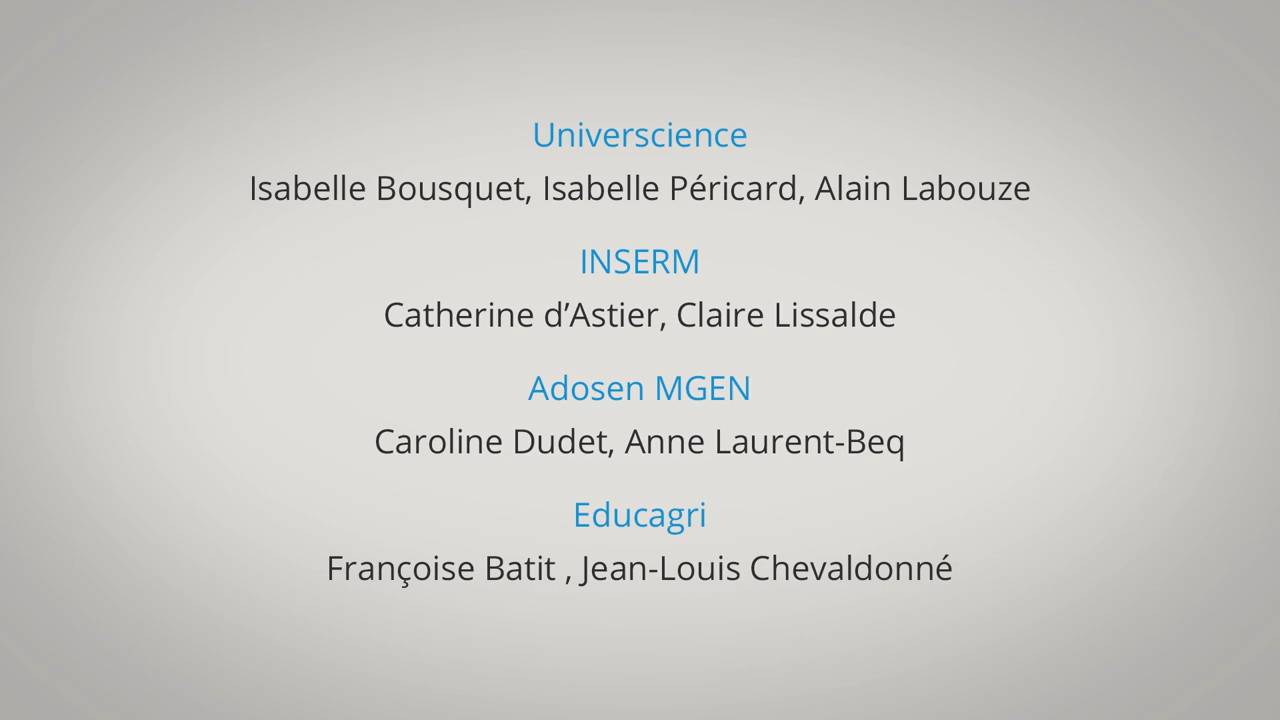 Universcience
Isabelle Bousquet, Isabelle Péricard, Alain Labouze
INSERM
Catherine d’Astier, Claire Lissalde
Adosen MGEN
Caroline Dudet, Anne Laurent-Beq
Educagri
Françoise Batit , Jean-Louis Chevaldonné